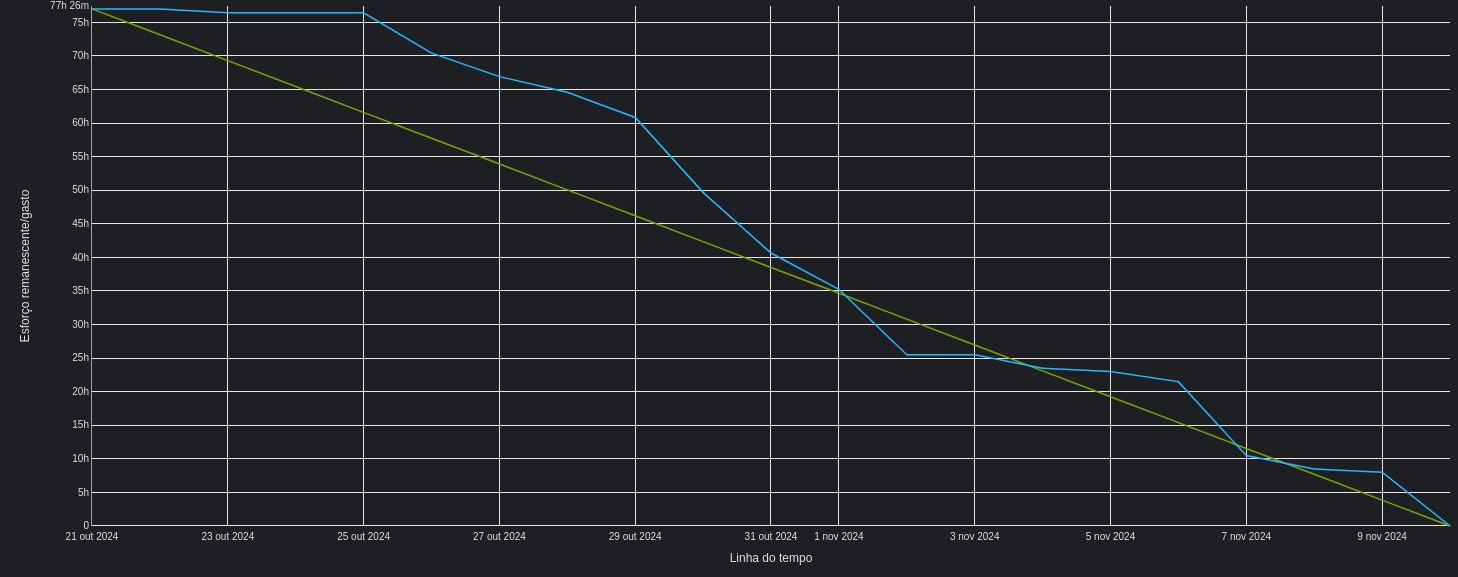 77h 26m
75h
70h
65h
60h
55h
50h
45h
40h
35h
30h
25h
20h
15h
10h
5h
0
Esforço remanescente/gasto
21 out 2024 23 out 2024 25 out 2024 27 out 2024 29 out 2024 31 out 2024 1 nov 2024 3 nov 2024 5 nov 2024 7 nov 2024 9 nov 2024
Linha do tempo